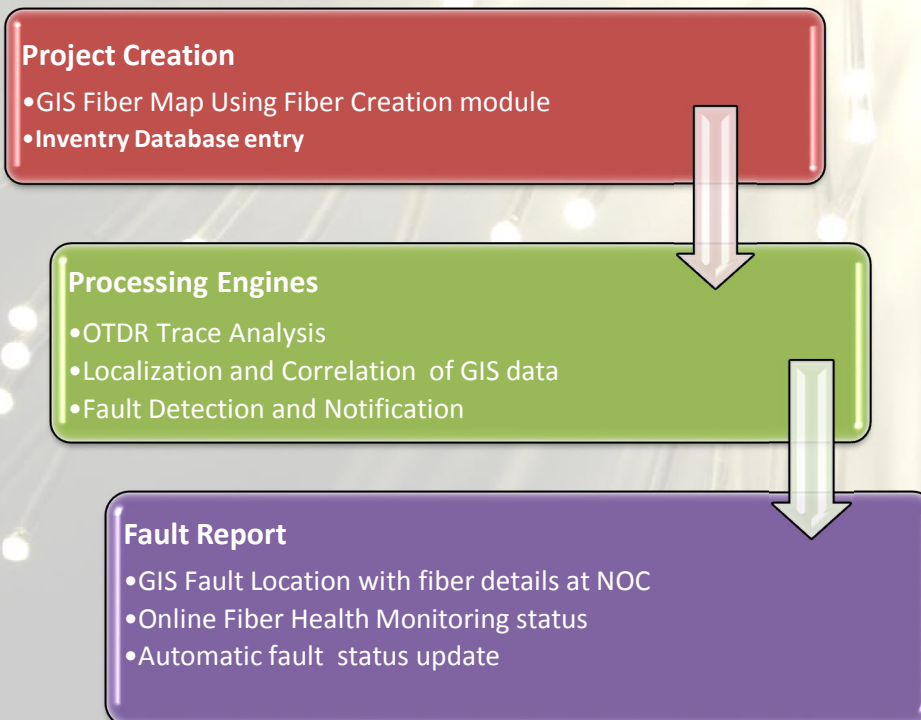 Project Creation
•GIS Fiber Map Using Fiber Creation module
•Inventry Database entry
Processing Engines
•OTDR Trace Analysis
•Localization and Correlation of GIS data
•Fault Detection and Notification
Fault Report
•GIS Fault Location with fiber details at NOC
•Online Fiber Health Monitoring status
•Automatic fault status update